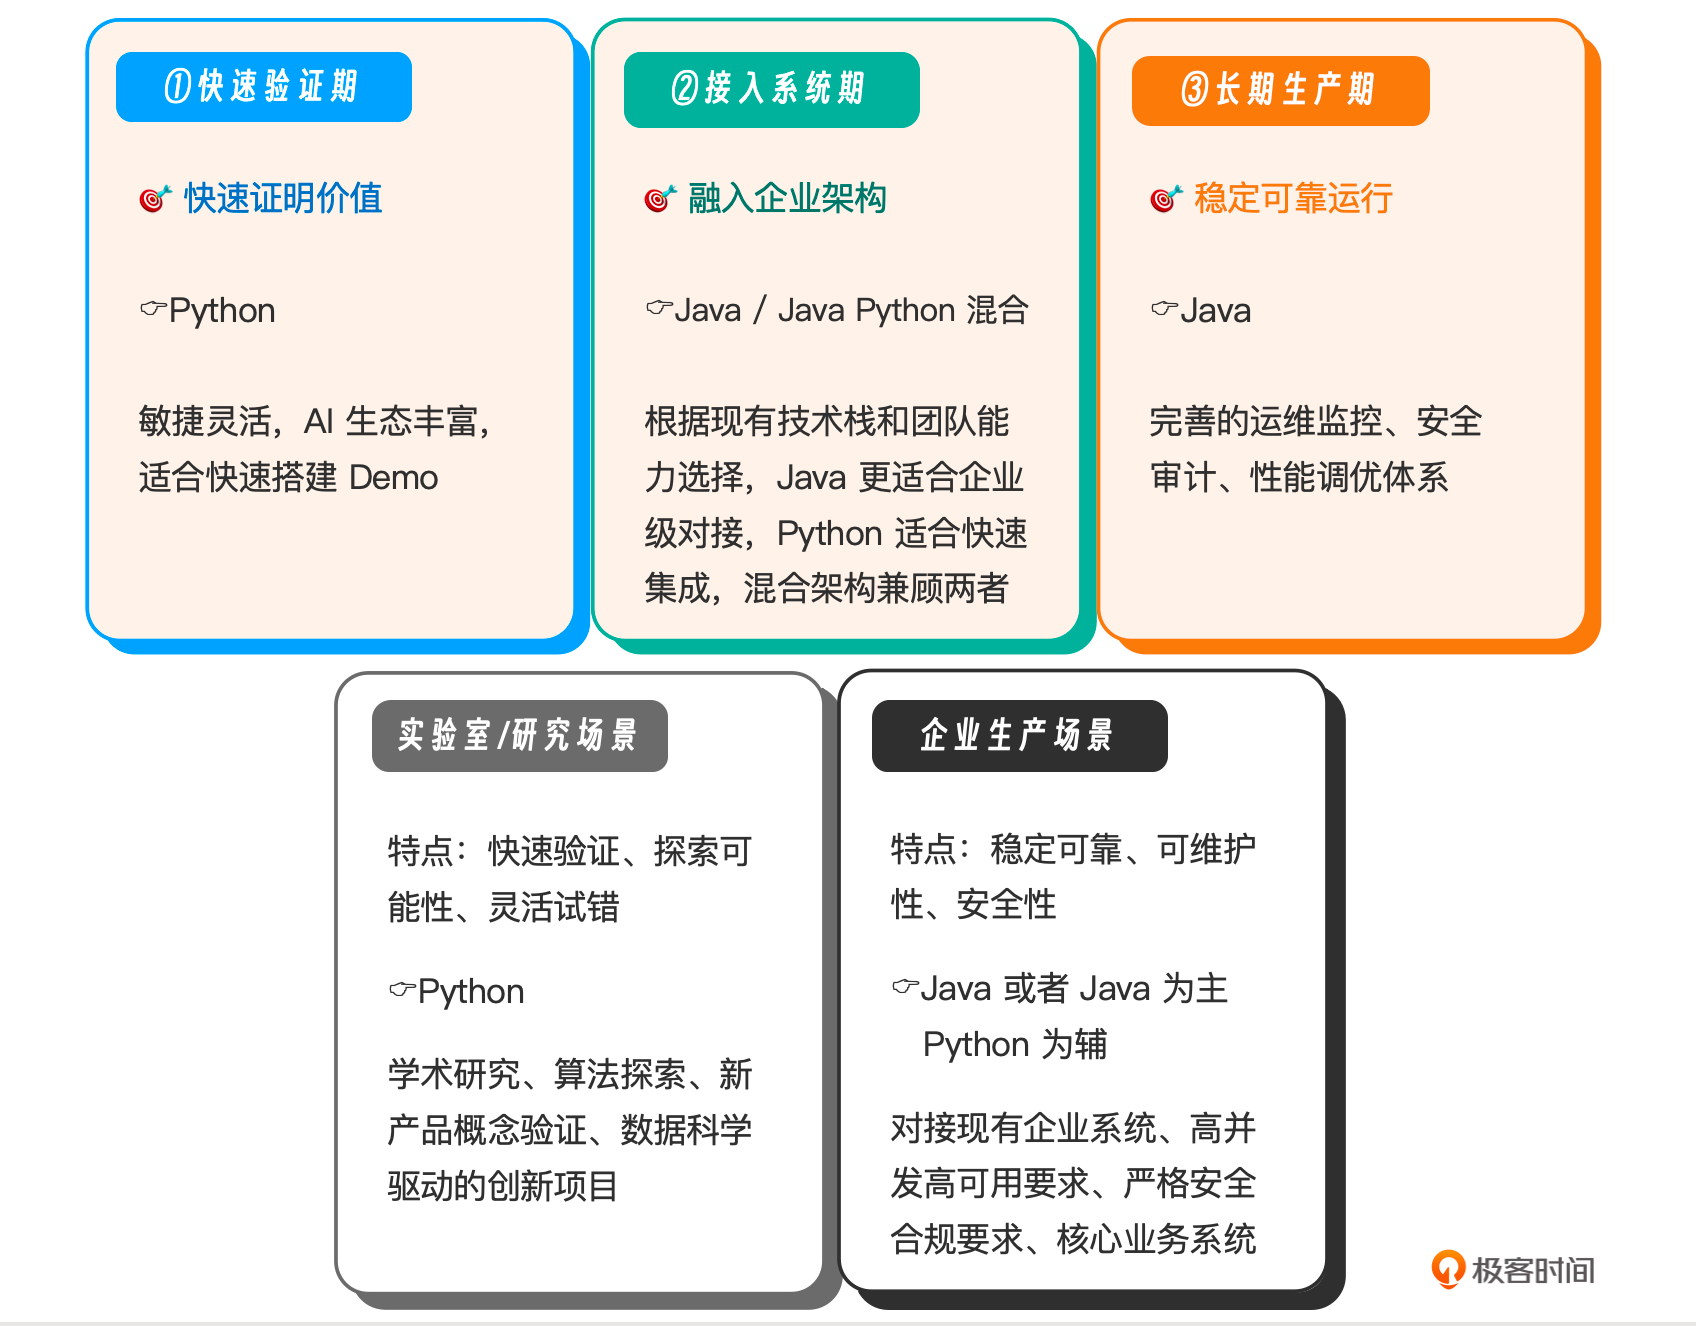 ①快速验证期
🎯 快速证明价值
👉Python
敏捷灵活，AI 生态丰富，
适合快速搭建 Demo
②接入系统期
🎯 融入企业架构
👉Java / Java Python 混合
根据现有技术栈和团队能
力选择，Java 更适合企业
级对接，Python 适合快速
集成，混合架构兼顾两者
③长期生产期
🎯 稳定可靠运行
👉Java
完善的运维监控、安全
审计、性能调优体系
实验室/研究场景
特点：快速验证、探索可
能性、灵活试错
👉Python
学术研究、算法探索、新
产品概念验证、数据科学
驱动的创新项目
企业生产场景
特点：稳定可靠、可维护
性、安全性
👉Java 或者 Java 为主
Python 为辅
对接现有企业系统、高并
发高可用要求、严格安全
合规要求、核心业务系统
极客时间